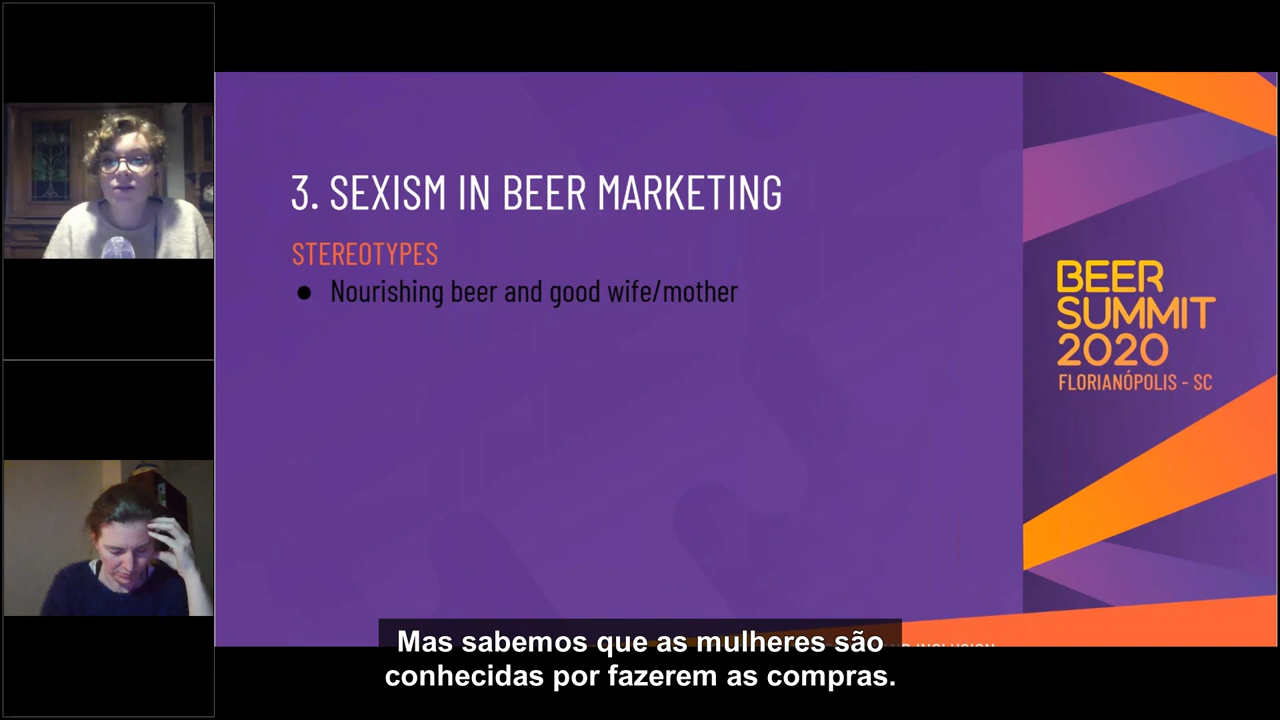 3. SEXISM IN BEER MARKETING
STEREOTYPES
● Nourishing beer and good wife/mother
BEER
SUMMIT
2020
FLORIANÓPOLIS - SC
INCLUSION
Mas sabemos que as mulheres são
conhecidas por fazerem as compras.